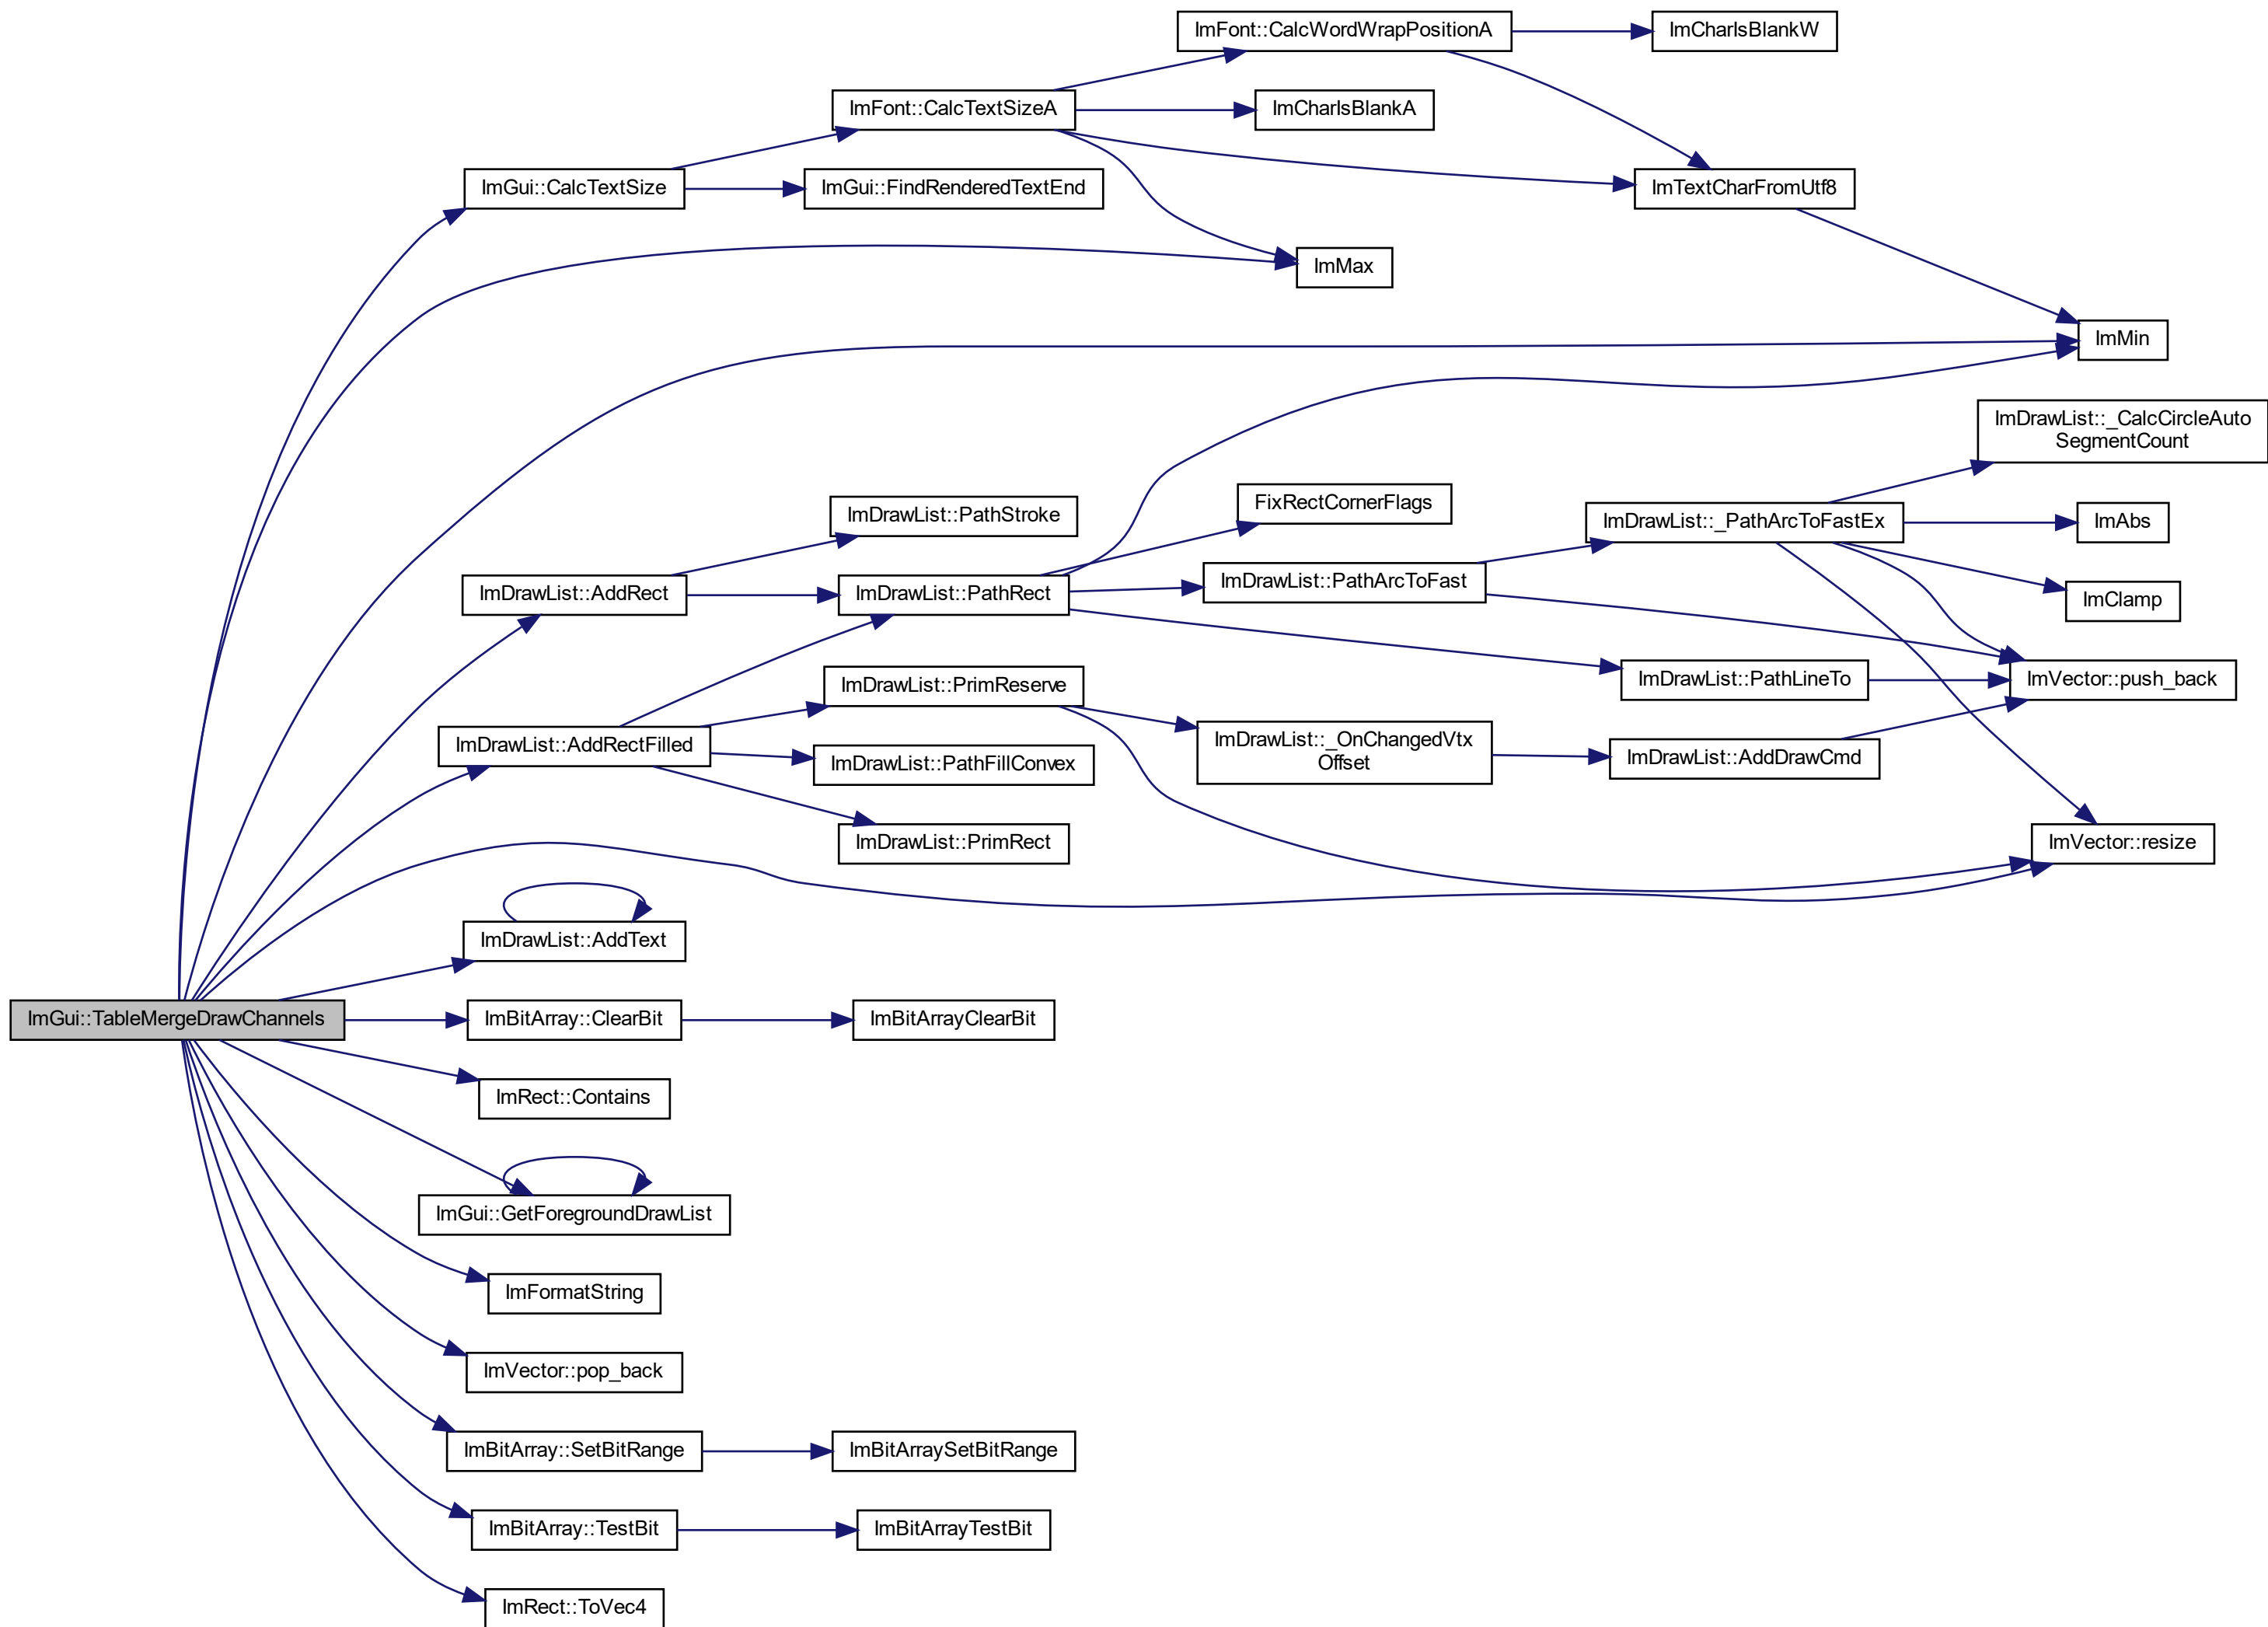 ImFont::CalcWordWrapPositionA
ImCharIsBlankW
ImFont::CalcTextSizeA
ImCharIsBlankA
ImGui::CalcTextSize
ImGui::FindRenderedTextEnd
ImTextCharFromUtf8
ImMax
ImMin
ImDrawList::_CalcCircleAuto
SegmentCount
ImDrawList::PathStroke
FixRectCornerFlags
ImDrawList::_PathArcToFastEx
ImAbs
ImDrawList::AddRect
ImDrawList::PathRect
ImDrawList::PathArcToFast
ImClamp
ImDrawList::PrimReserve
ImDrawList::PathLineTo
ImVector::push_back
ImDrawList::AddRectFilled
ImDrawList::_OnChangedVtx
Offset
ImDrawList::PathFillConvex
ImDrawList::AddDrawCmd
ImDrawList::PrimRect
ImVector::resize
ImDrawList::AddText
ImGui::TableMergeDrawChannels
ImBitArray::ClearBit
ImBitArrayClearBit
ImRect::Contains
ImGui::GetForegroundDrawList
ImFormatString
ImVector::pop_back
ImBitArray::SetBitRange
ImBitArraySetBitRange
ImBitArray::TestBit
ImBitArrayTestBit
ImRect::ToVec4